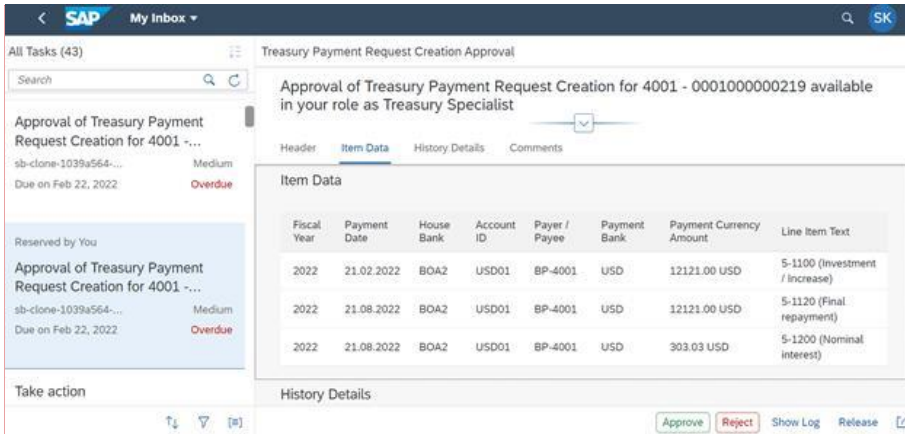 SAP My Inbox SK
All Tasks (43)
Search
Approval of Treasury Payment
Request Creation for 4001 -...
sb-clone-1039a564-... Medium
Due on Feb 22, 2022 Overdue
Reserved by You
Approval of Treasury Payment
Request Creation for 4001 -...
sb-clone-1039a564-... Medium
Due on Feb 22, 2022 Overdue
Take action
Treasury Payment Request Creation Approval
Approval of Treasury Payment Request Creation for 4001 - 0001000000219 available
in your role as Treasury Specialist
Header Item Data History Details Comments
Item Data
Fiscal Year Payment Date House Bank Account ID Payer / Payee Payment Bank Payment Currency Amount Line Item Text
2022 21.02.2022 BOA2 USD01 BP-4001 USD 12121.00 USD 5-1100 (Investment / Increase)
2022 21.08.2022 BOA2 USD01 BP-4001 USD 12121.00 USD 5-1120 (Final repayment)
2022 21.08.2022 BOA2 USD01 BP-4001 USD 303.03 USD 5-1200 (Nominal interest)
History Details
Approve Reject Show Log Release